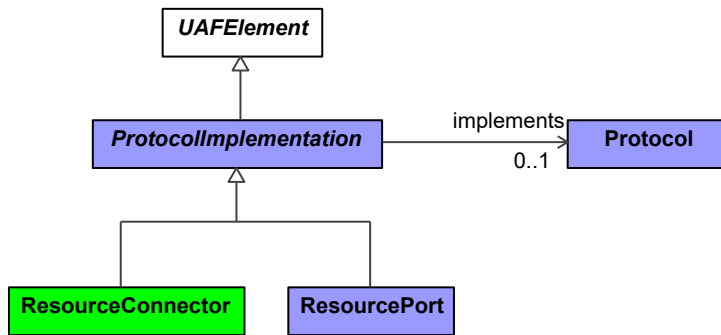 UAFElement
implements
ProtocolImplementation
Protocol
0..1
ResourceConnector
ResourcePort